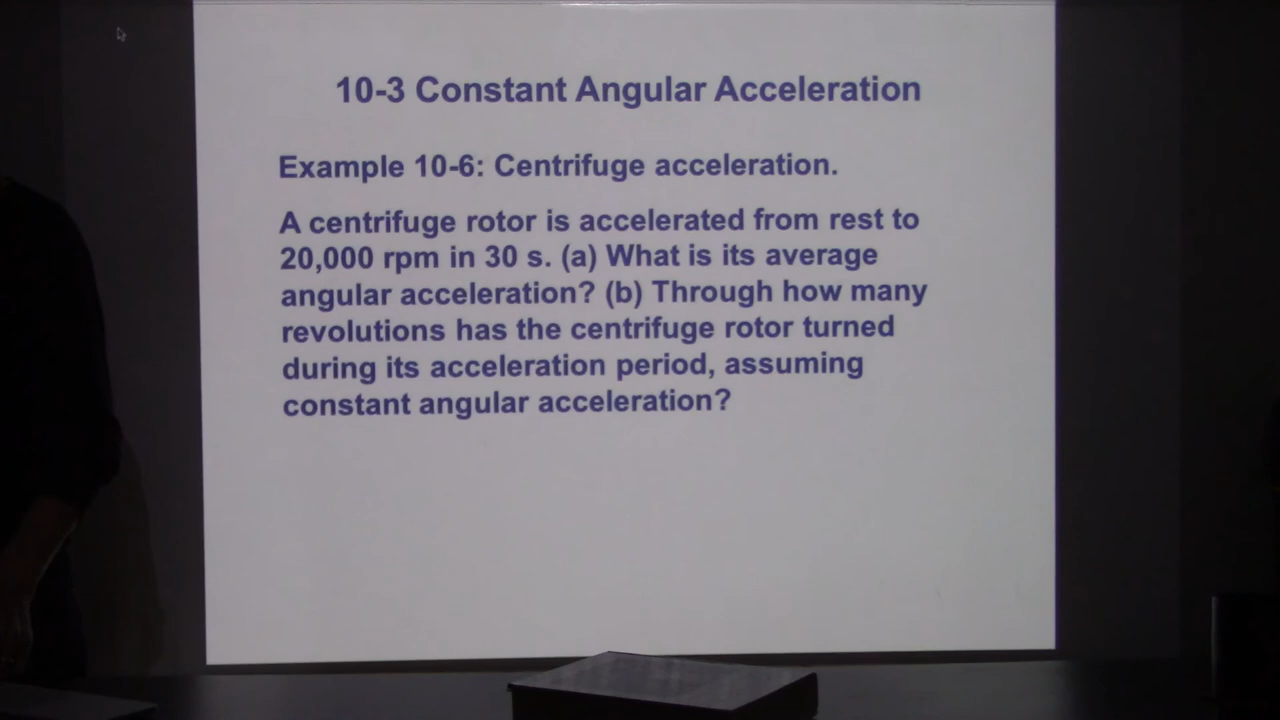 10-3 Constant Angular Acceleration
Example 10-6: Centrifuge acceleration.
A centrifuge rotor is accelerated from rest to
20,000 rpm in 30 s. (a) What is its average
angular acceleration? (b) Through how many
revolutions has the centrifuge rotor turned
during its acceleration period, assuming
constant angular acceleration?